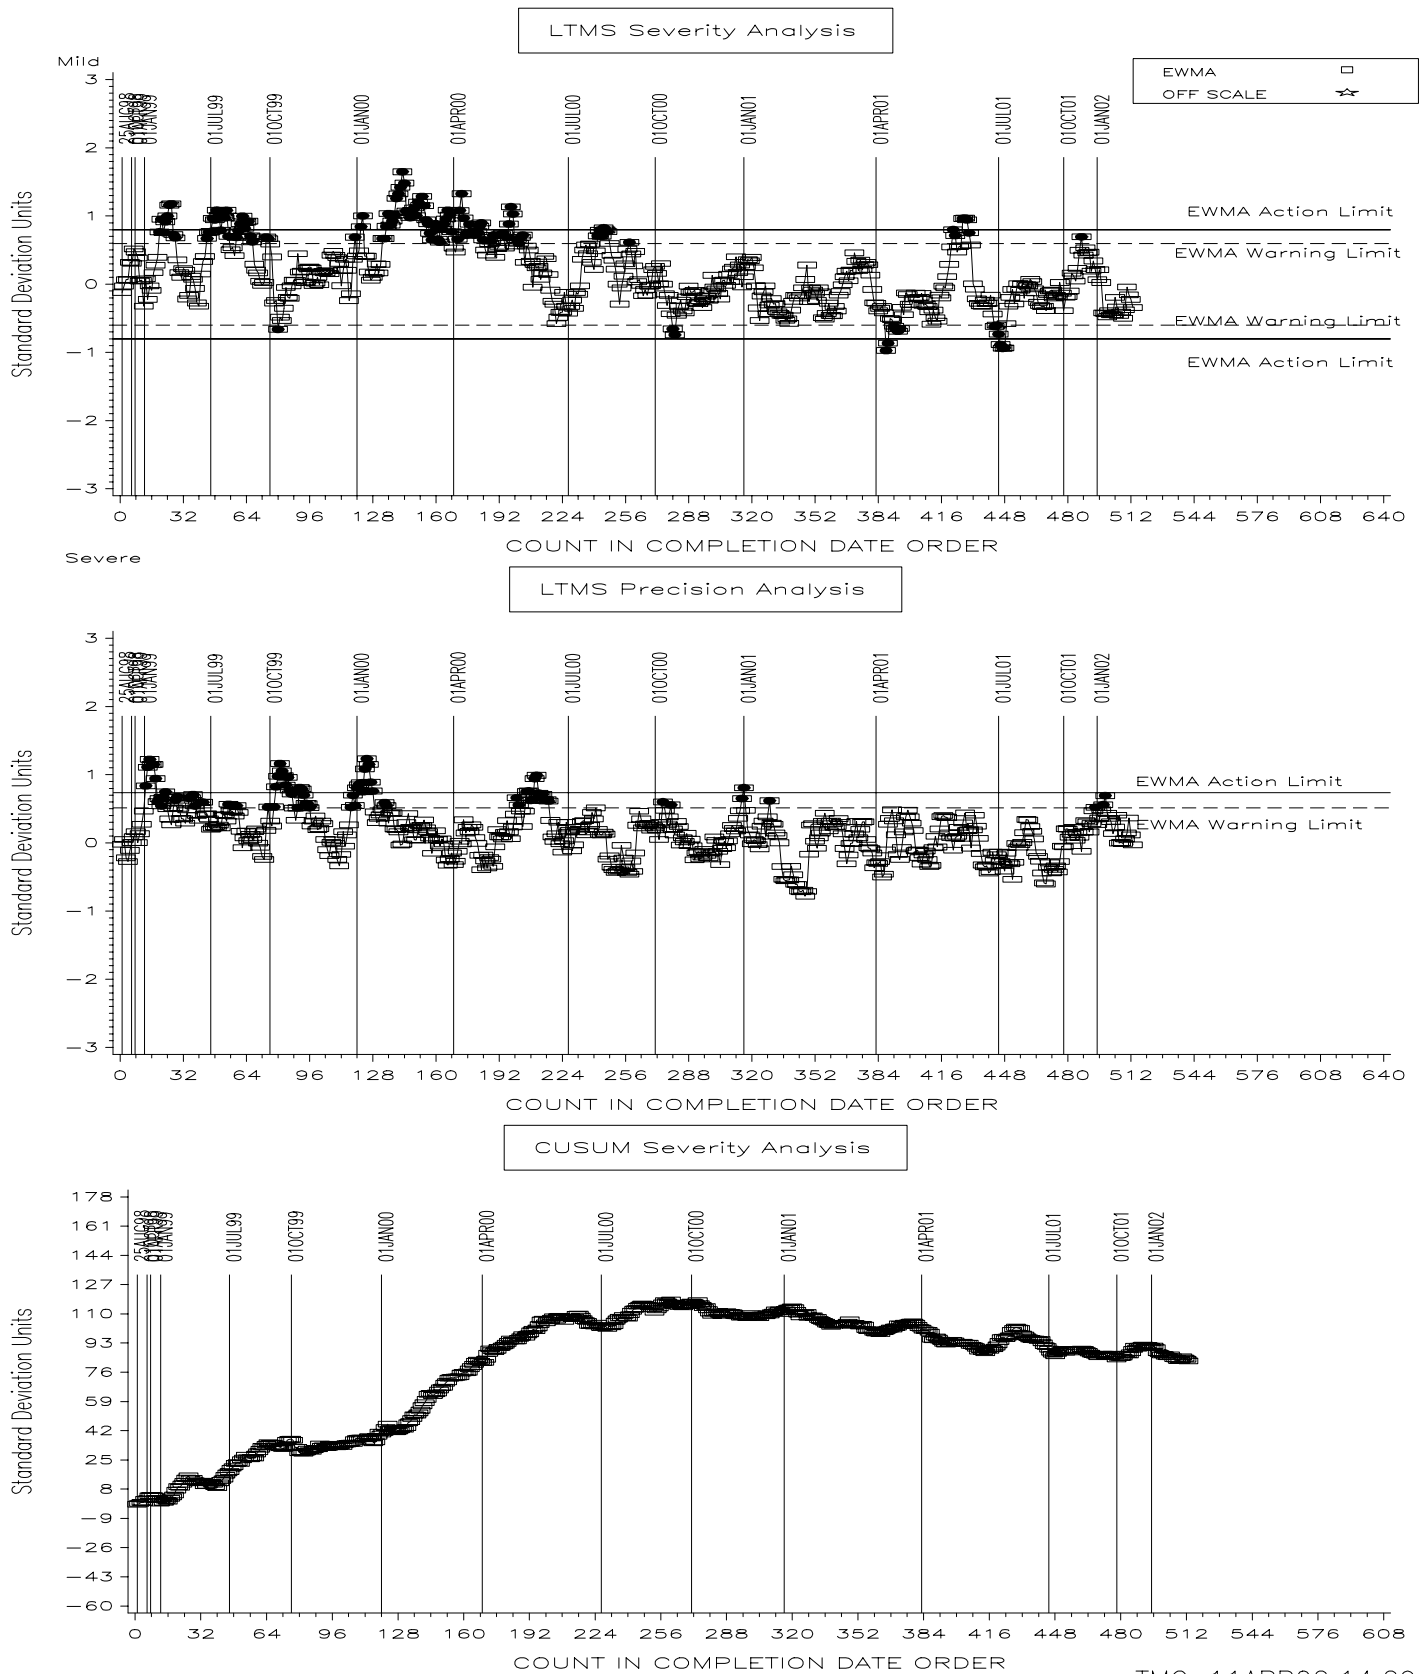 LTMS Severity Analysis
Mild
EWMA
OFF SCALE
3
2
1
0
−1
−2
−3
Standard Deviation Units
25AUG98
01JAN99
01JUL99
01OCT99
01JAN00
01APR00
01JUL00
01OCT00
01JAN01
01APR01
01JUL01
01OCT01
01JAN02
EWMA Action Limit
EWMA Warning Limit
EWMA Warning Limit
EWMA Action Limit
0 32 64 96 128 160 192 224 256 288 320 352 384 416 448 480 512 544 576 608 640
COUNT IN COMPLETION DATE ORDER
Severe
LTMS Precision Analysis
3
2
1
0
−1
−2
−3
Standard Deviation Units
25AUG98
01JAN99
01JUL99
01OCT99
01JAN00
01APR00
01JUL00
01OCT00
01JAN01
01APR01
01JUL01
01OCT01
01JAN02
EWMA Action Limit
EWMA Warning Limit
0 32 64 96 128 160 192 224 256 288 320 352 384 416 448 480 512 544 576 608 640
COUNT IN COMPLETION DATE ORDER
CUSUM Severity Analysis
178
161
144
127
110
93
76
59
42
25
8
−9
−26
−43
−60
Standard Deviation Units
25AUG98
01JAN99
01JUL99
01OCT99
01JAN00
01APR00
01JUL00
01OCT00
01JAN01
01APR01
01JUL01
01OCT01
01JAN02
0 32 64 96 128 160 192 224 256 288 320 352 384 416 448 480 512 544 576 608
COUNT IN COMPLETION DATE ORDER